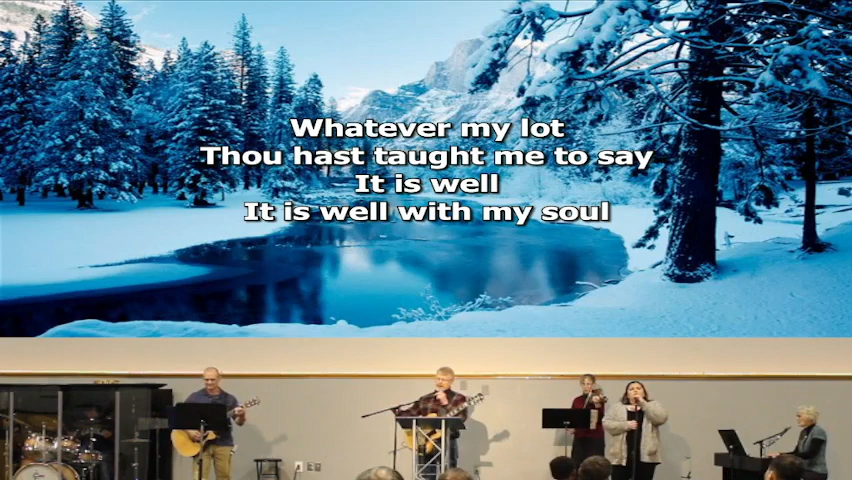 Whatever my lot
Thou hast taught me to say
It is well
It is well with my soul